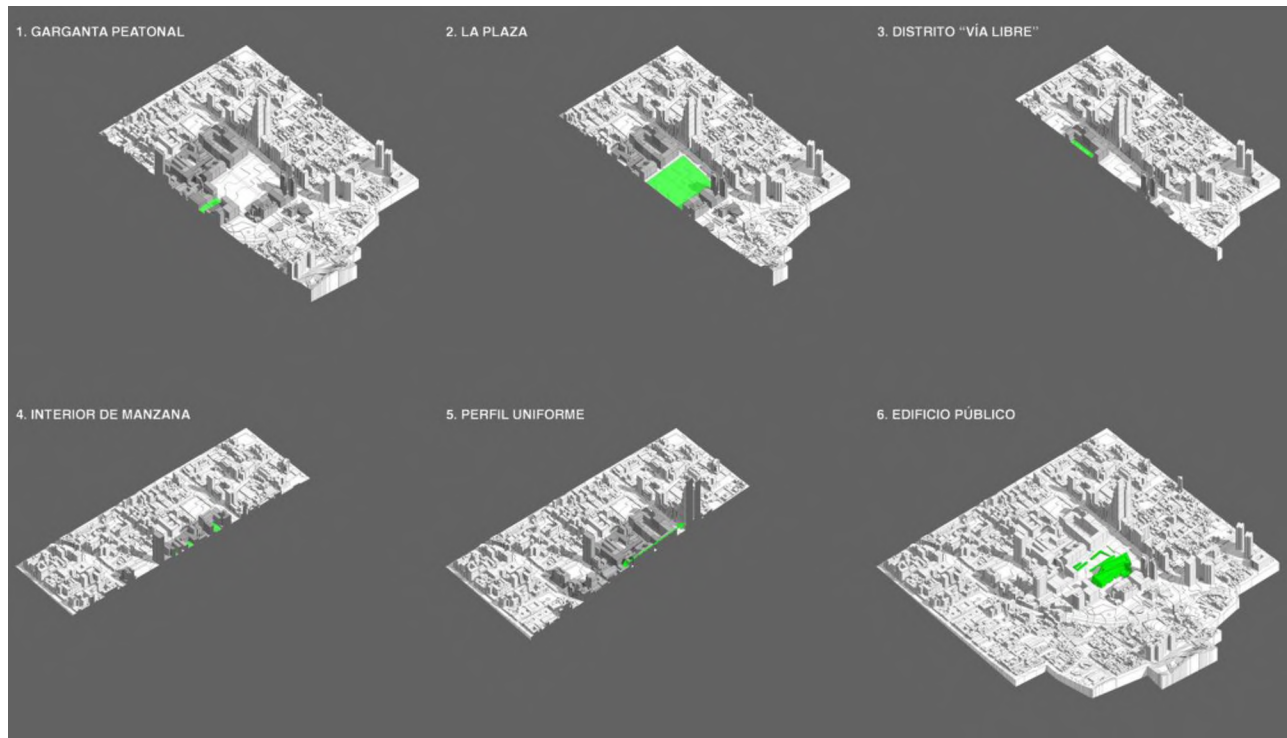 1. GARGANTA PEATONAL
2. LA PLAZA
3. DISTRITO “VÍA LIBRE”
4. INTERIOR DE MANZANA
5. PERFIL UNIFORME
6. EDIFICIO PÚBLICO